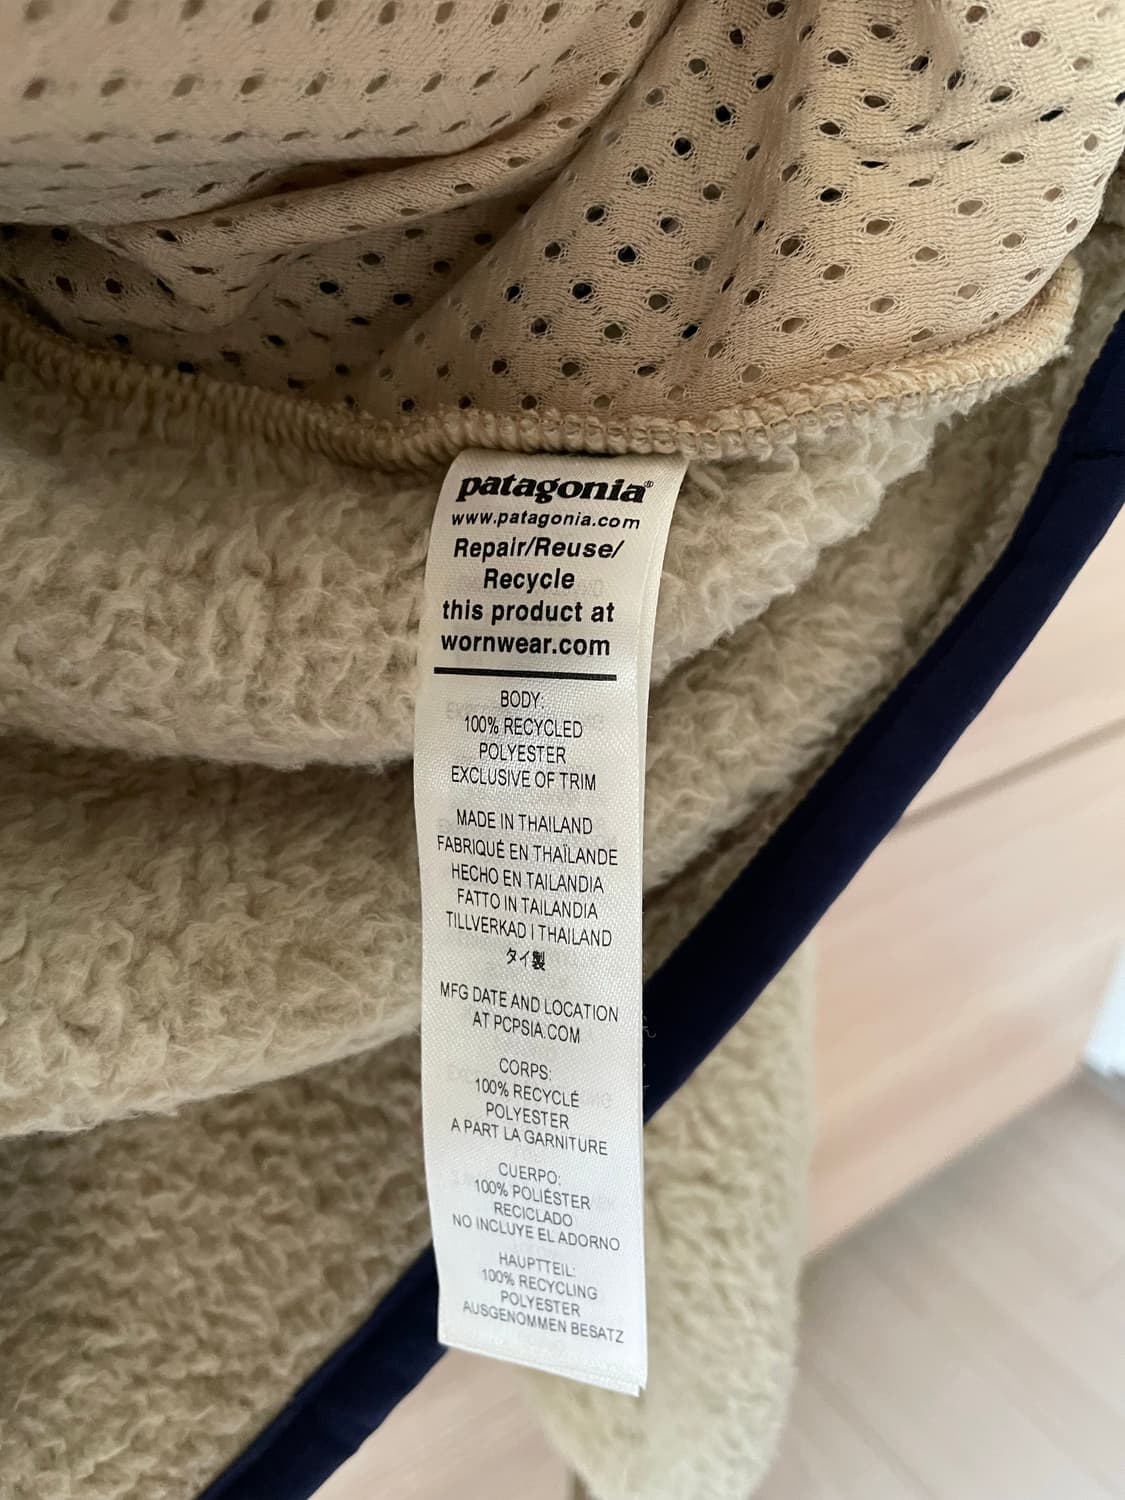 patagonia®
www.patagonia.com
Repair/Reuse/
Recycle
this product at
wornwear.com
BODY:
100% RECYCLED
POLYESTER
EXCLUSIVE OF TRIM
MADE IN THAILAND
FABRIQUÉ EN THAÏLANDE
HECHO EN TAILANDIA
FATTO IN TAILANDIA
TILLVERKAD I THAILAND
タイ製
MFG DATE AND LOCATION
AT PCPSIA.COM
CORPS:
100% RECYCLÉ
POLYESTER
A PART LA GARNITURE
CUERPO:
100% POLIÉSTER
RECICLADO
NO INCLUYE EL ADORNO
HAUPTTEIL:
100% RECYCLING
POLYESTER
AUSGENOMMEN BESATZ